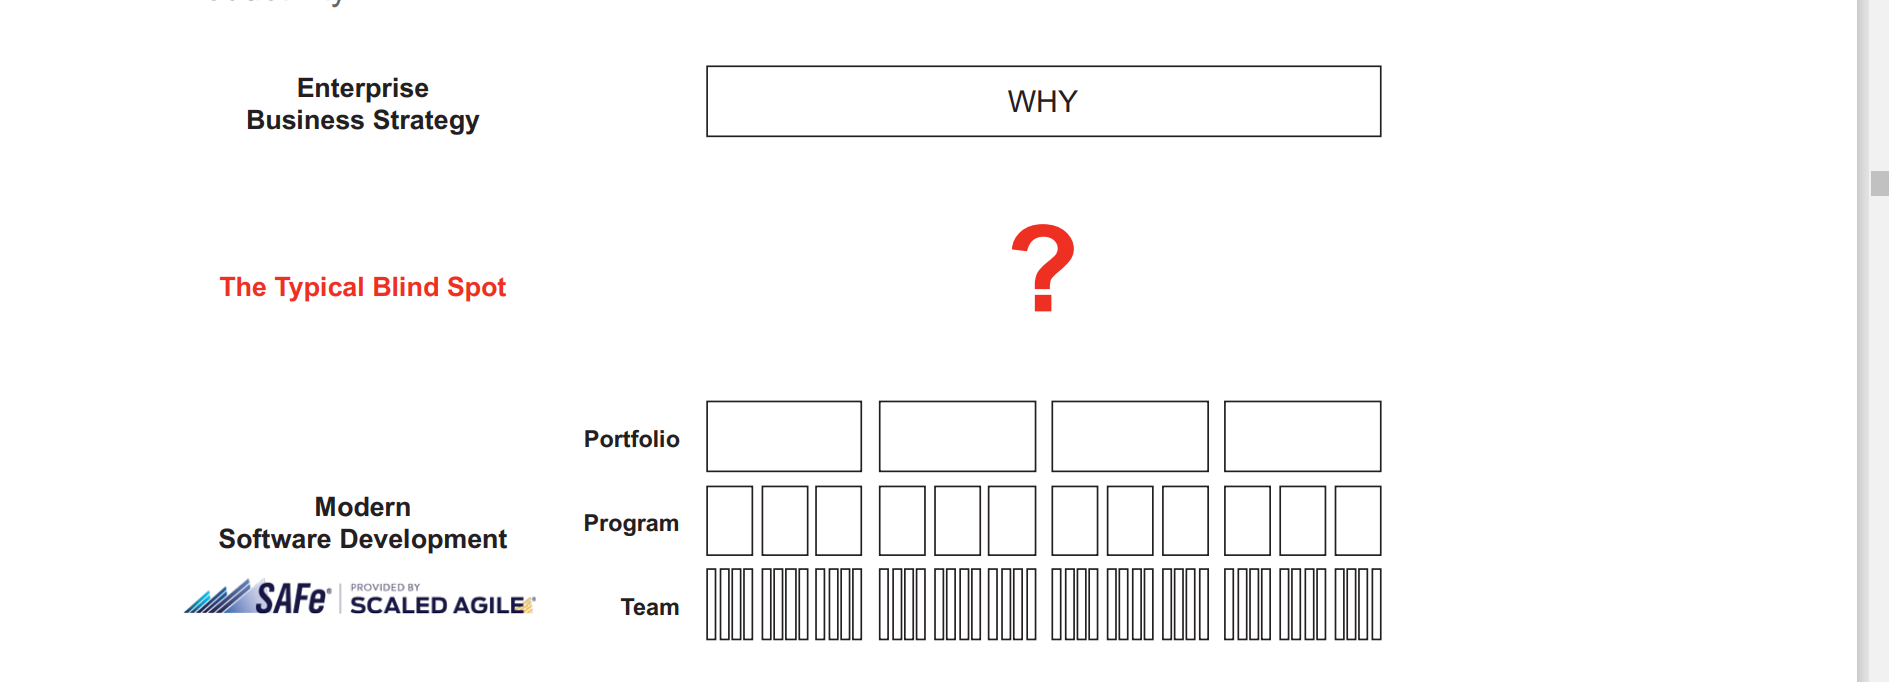 Enterprise
Business Strategy
WHY
The Typical Blind Spot
?
Portfolio
Modern
Software Development
Program
SAFe® | PROVIDED BY
SCALED AGILE®
Team